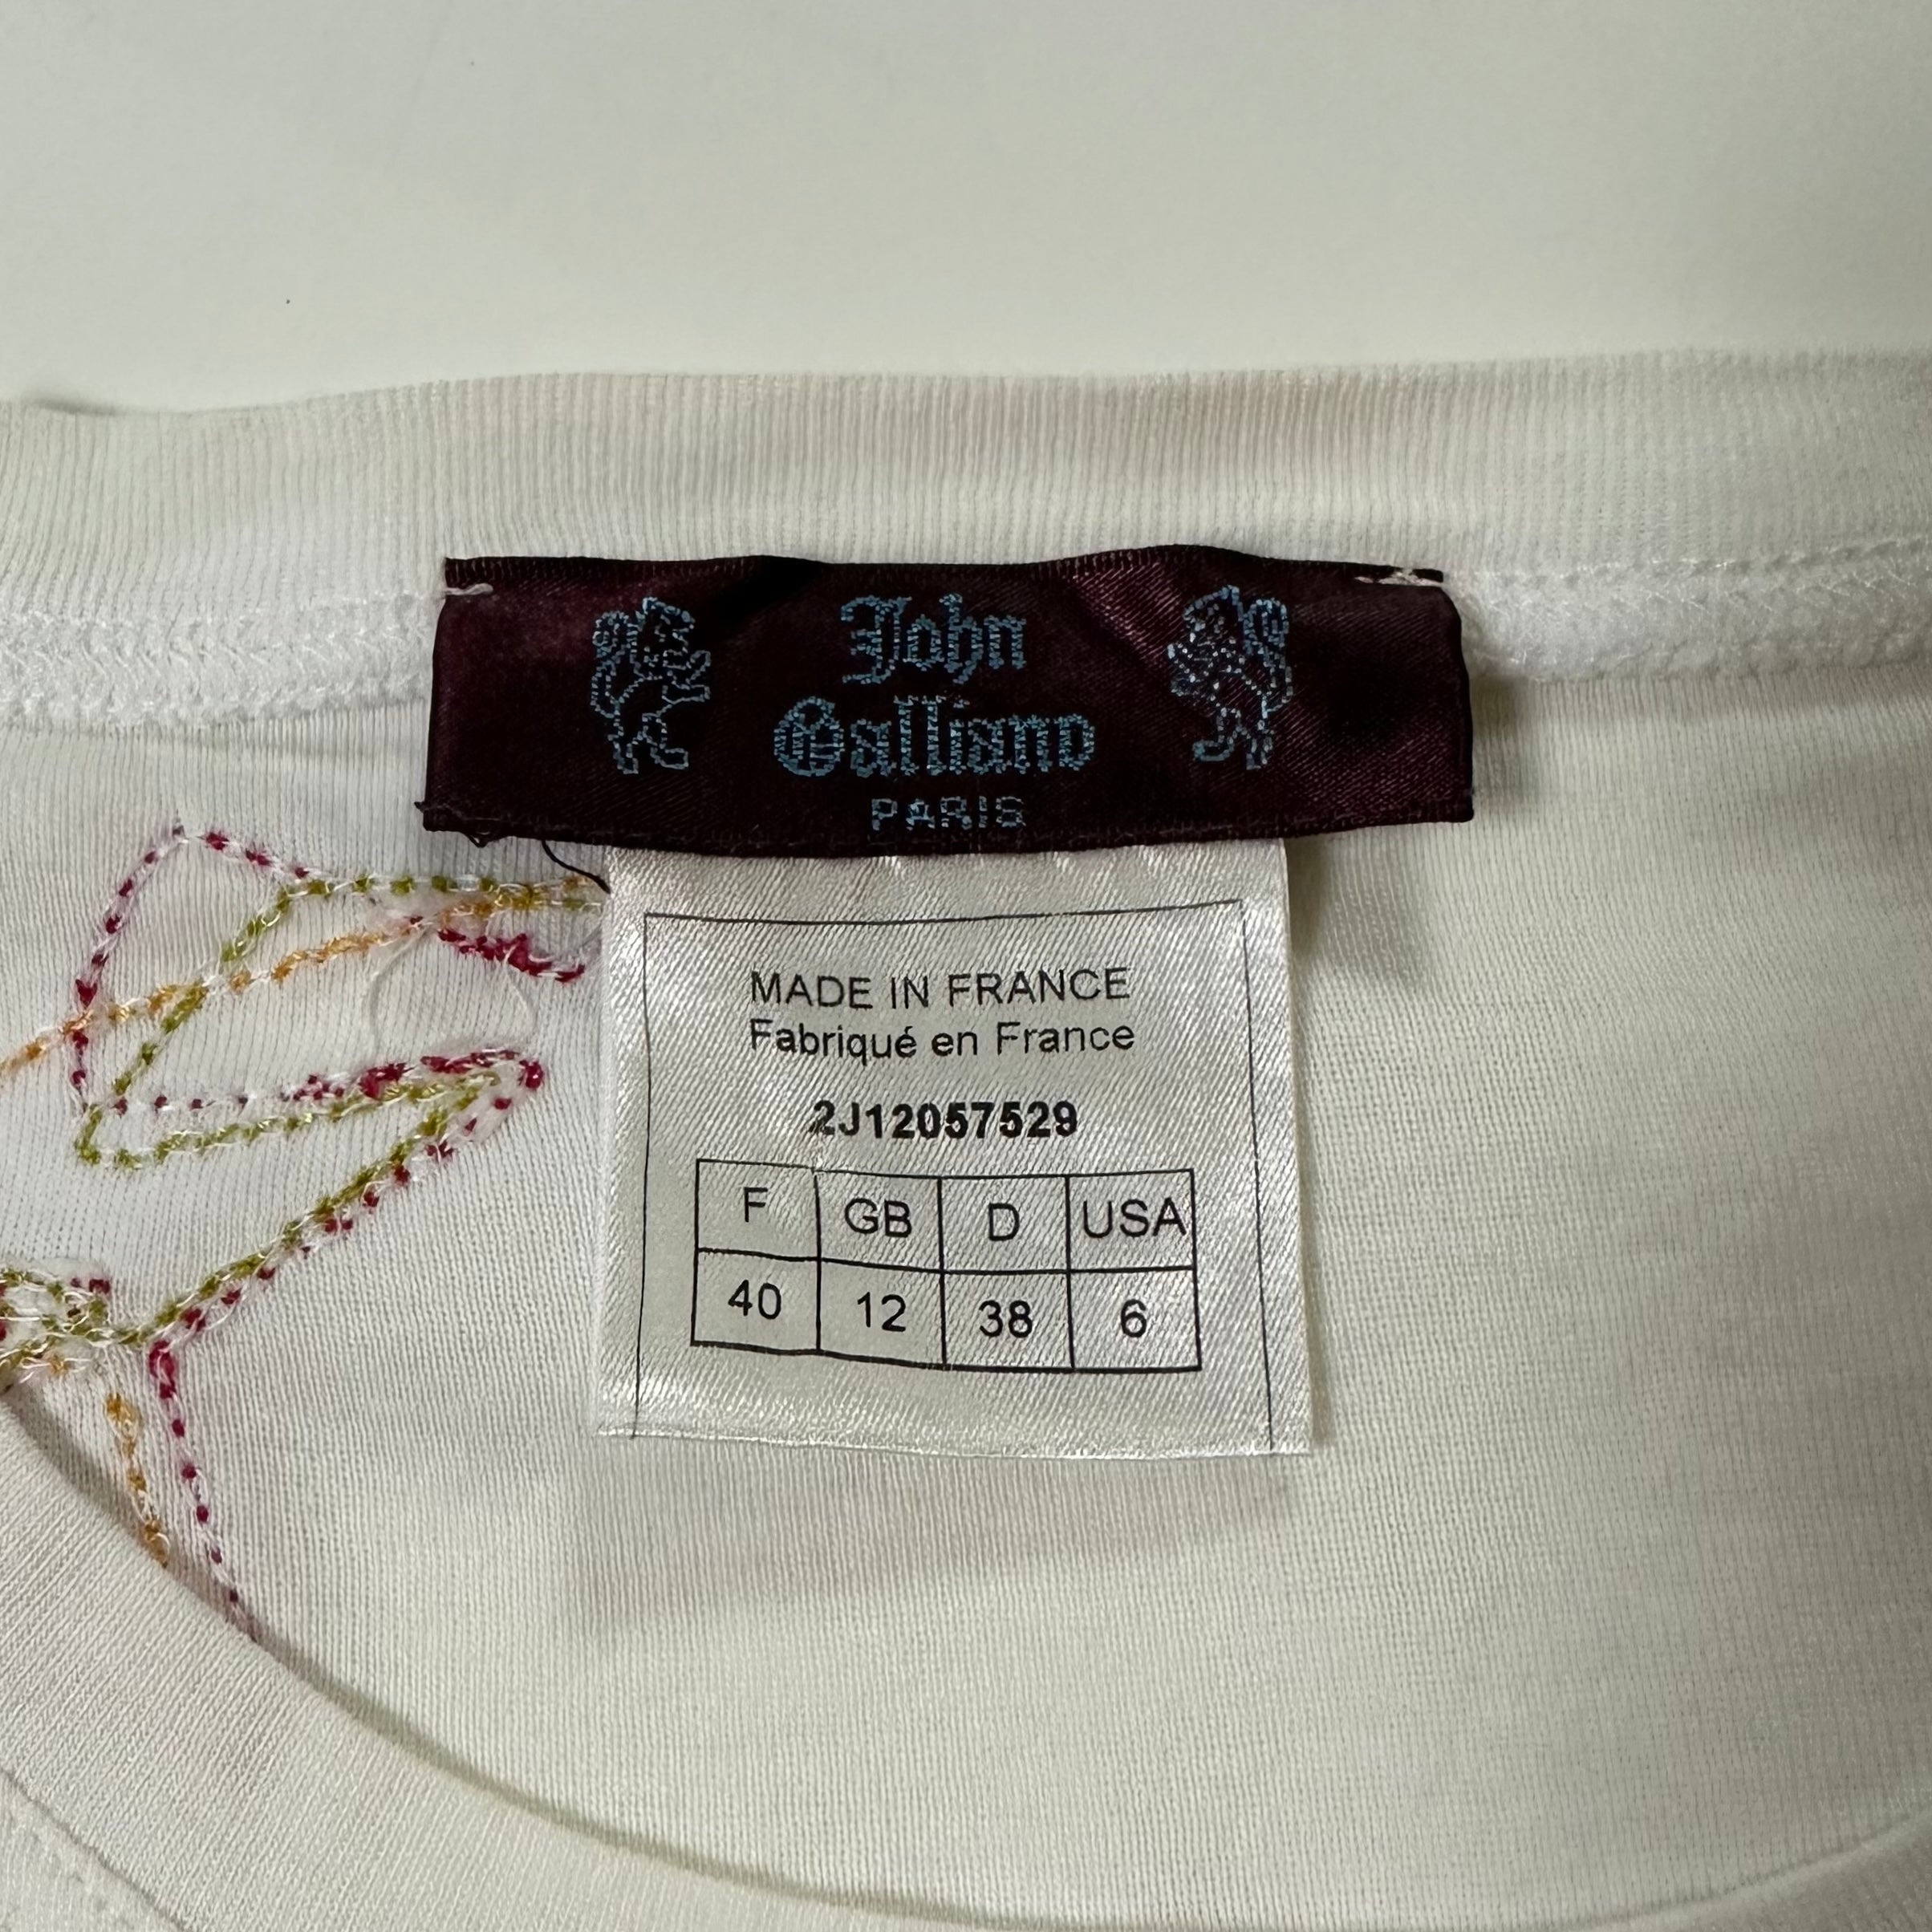 John
Galliano
PARIS
MADE IN FRANCE
Fabriqué en France
2J12057529
F GB D USA
40 12 38 6